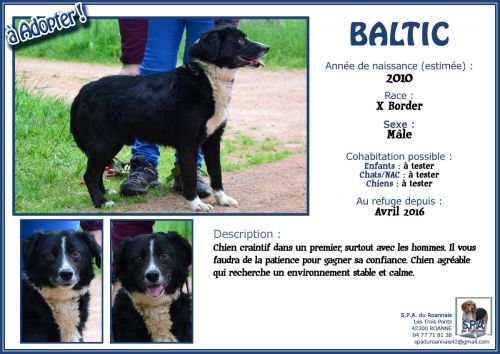 à Adopter !
BALTIC
Année de naissance (estimée) :
2010
Race :
X Border
Sexe :
Mâle
Cohabitation possible :
Enfants : à tester
Chats/NAC : à tester
Chiens : à tester
Au refuge depuis :
Avril 2016
Description :
Chien craintif dans un premier, surtout avec les hommes. Il vous
faudra de la patience pour gagner sa confiance. Chien agréable
qui recherche un environnement stable et calme.
S.P.A. du Roannais
Les Trois Ponts
42300 ROANNE
04 77 71 81 38
sparoannais42@gmail.com
SPA